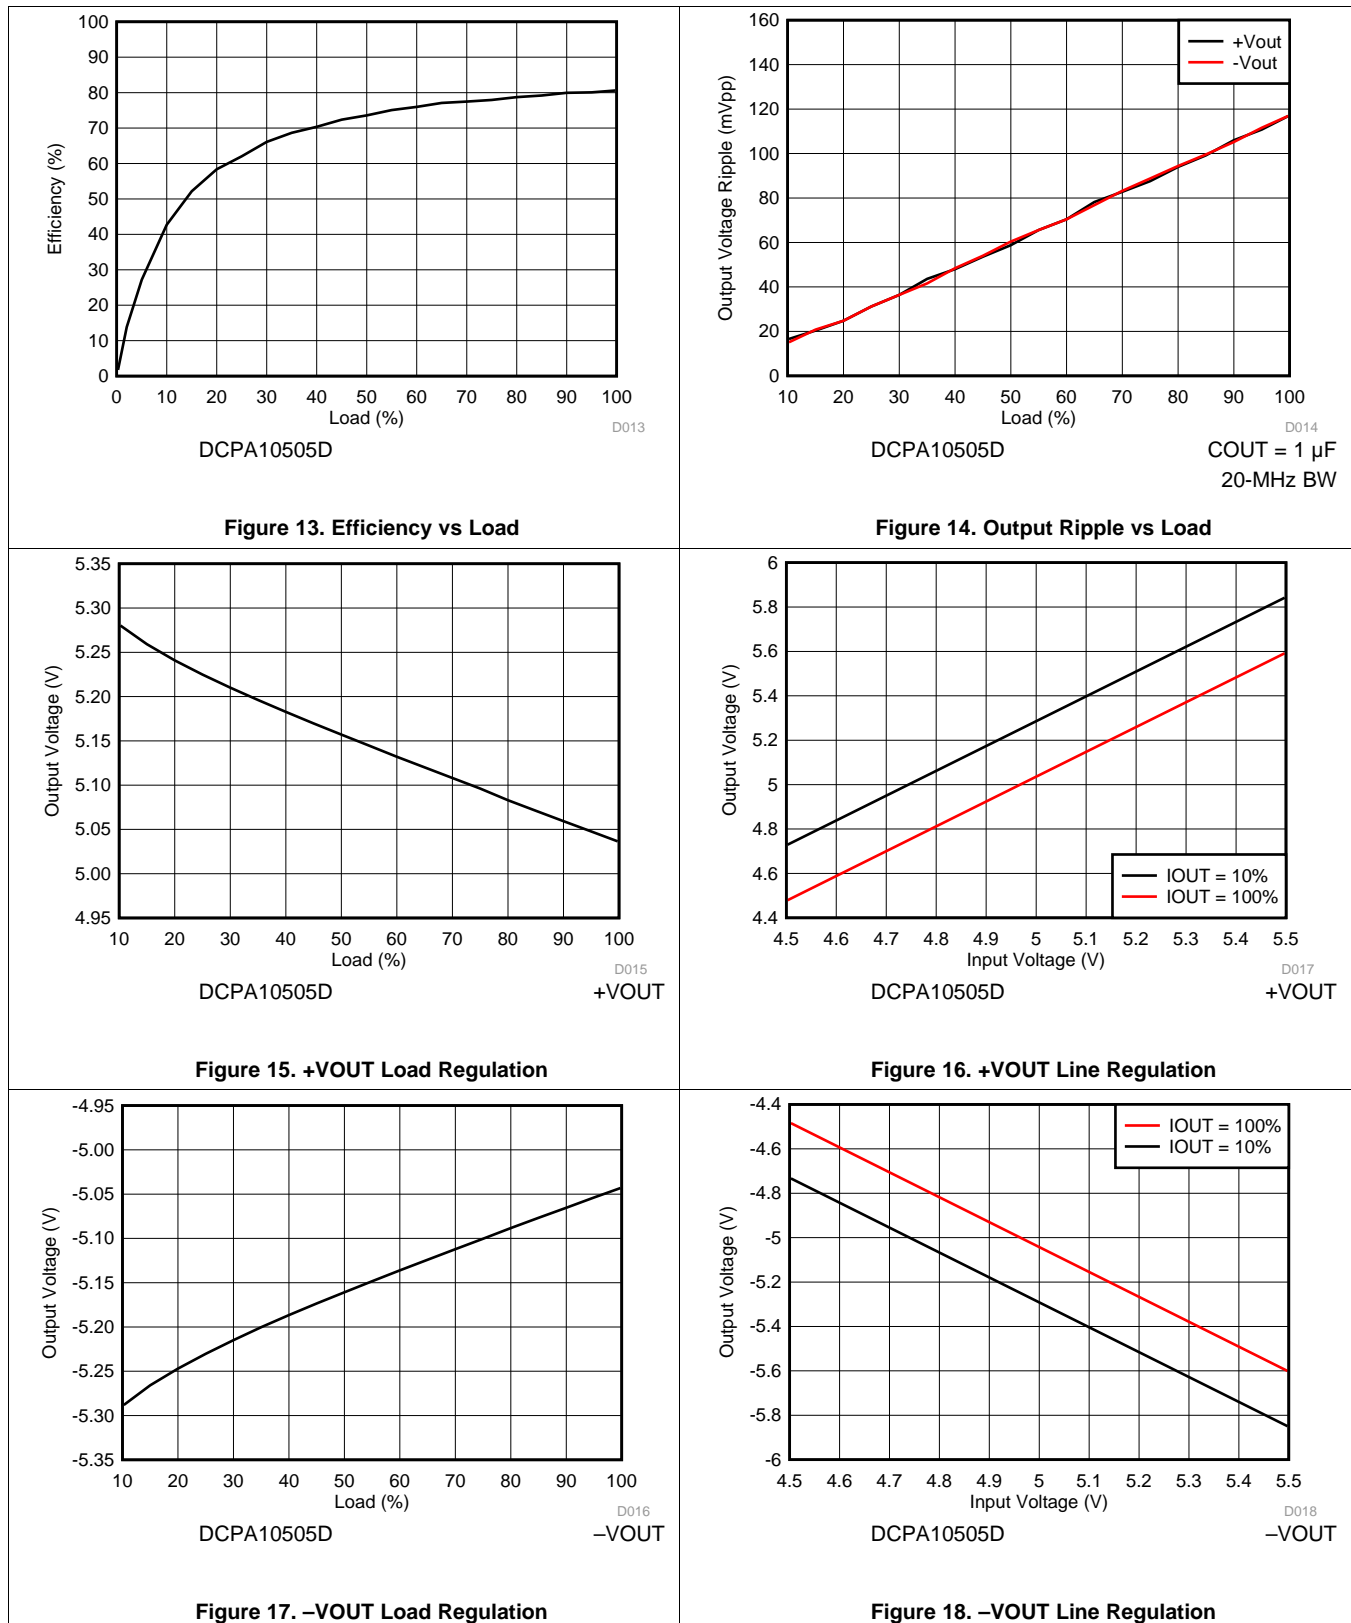 100
90
80
70
60
50
40
30
20
10
0
Efficiency (%)
0 10 20 30 40 50 60 70 80 90 100
Load (%)
D013
DCPA10505D
Figure 13. Efficiency vs Load
160
140
120
100
80
60
40
20
0
Output Voltage Ripple (mVpp)
+Vout
-Vout
10 20 30 40 50 60 70 80 90 100
Load (%)
D014
DCPA10505D COUT = 1 µF
20-MHz BW
Figure 14. Output Ripple vs Load
5.35
5.30
5.25
5.20
5.15
5.10
5.05
5.00
4.95
Output Voltage (V)
10 20 30 40 50 60 70 80 90 100
Load (%)
D015
DCPA10505D +VOUT
Figure 15. +VOUT Load Regulation
6
5.8
5.6
5.4
5.2
5
4.8
4.6
4.4
Output Voltage (V)
IOUT = 10%
IOUT = 100%
4.5 4.6 4.7 4.8 4.9 5 5.1 5.2 5.3 5.4 5.5
Input Voltage (V)
D017
DCPA10505D +VOUT
Figure 16. +VOUT Line Regulation
-4.95
-5.00
-5.05
-5.10
-5.15
-5.20
-5.25
-5.30
-5.35
Output Voltage (V)
10 20 30 40 50 60 70 80 90 100
Load (%)
D016
DCPA10505D –VOUT
Figure 17. –VOUT Load Regulation
-4.4
-4.6
-4.8
-5
-5.2
-5.4
-5.6
-5.8
-6
Output Voltage (V)
IOUT = 100%
IOUT = 10%
4.5 4.6 4.7 4.8 4.9 5 5.1 5.2 5.3 5.4 5.5
Input Voltage (V)
D018
DCPA10505D –VOUT
Figure 18. –VOUT Line Regulation